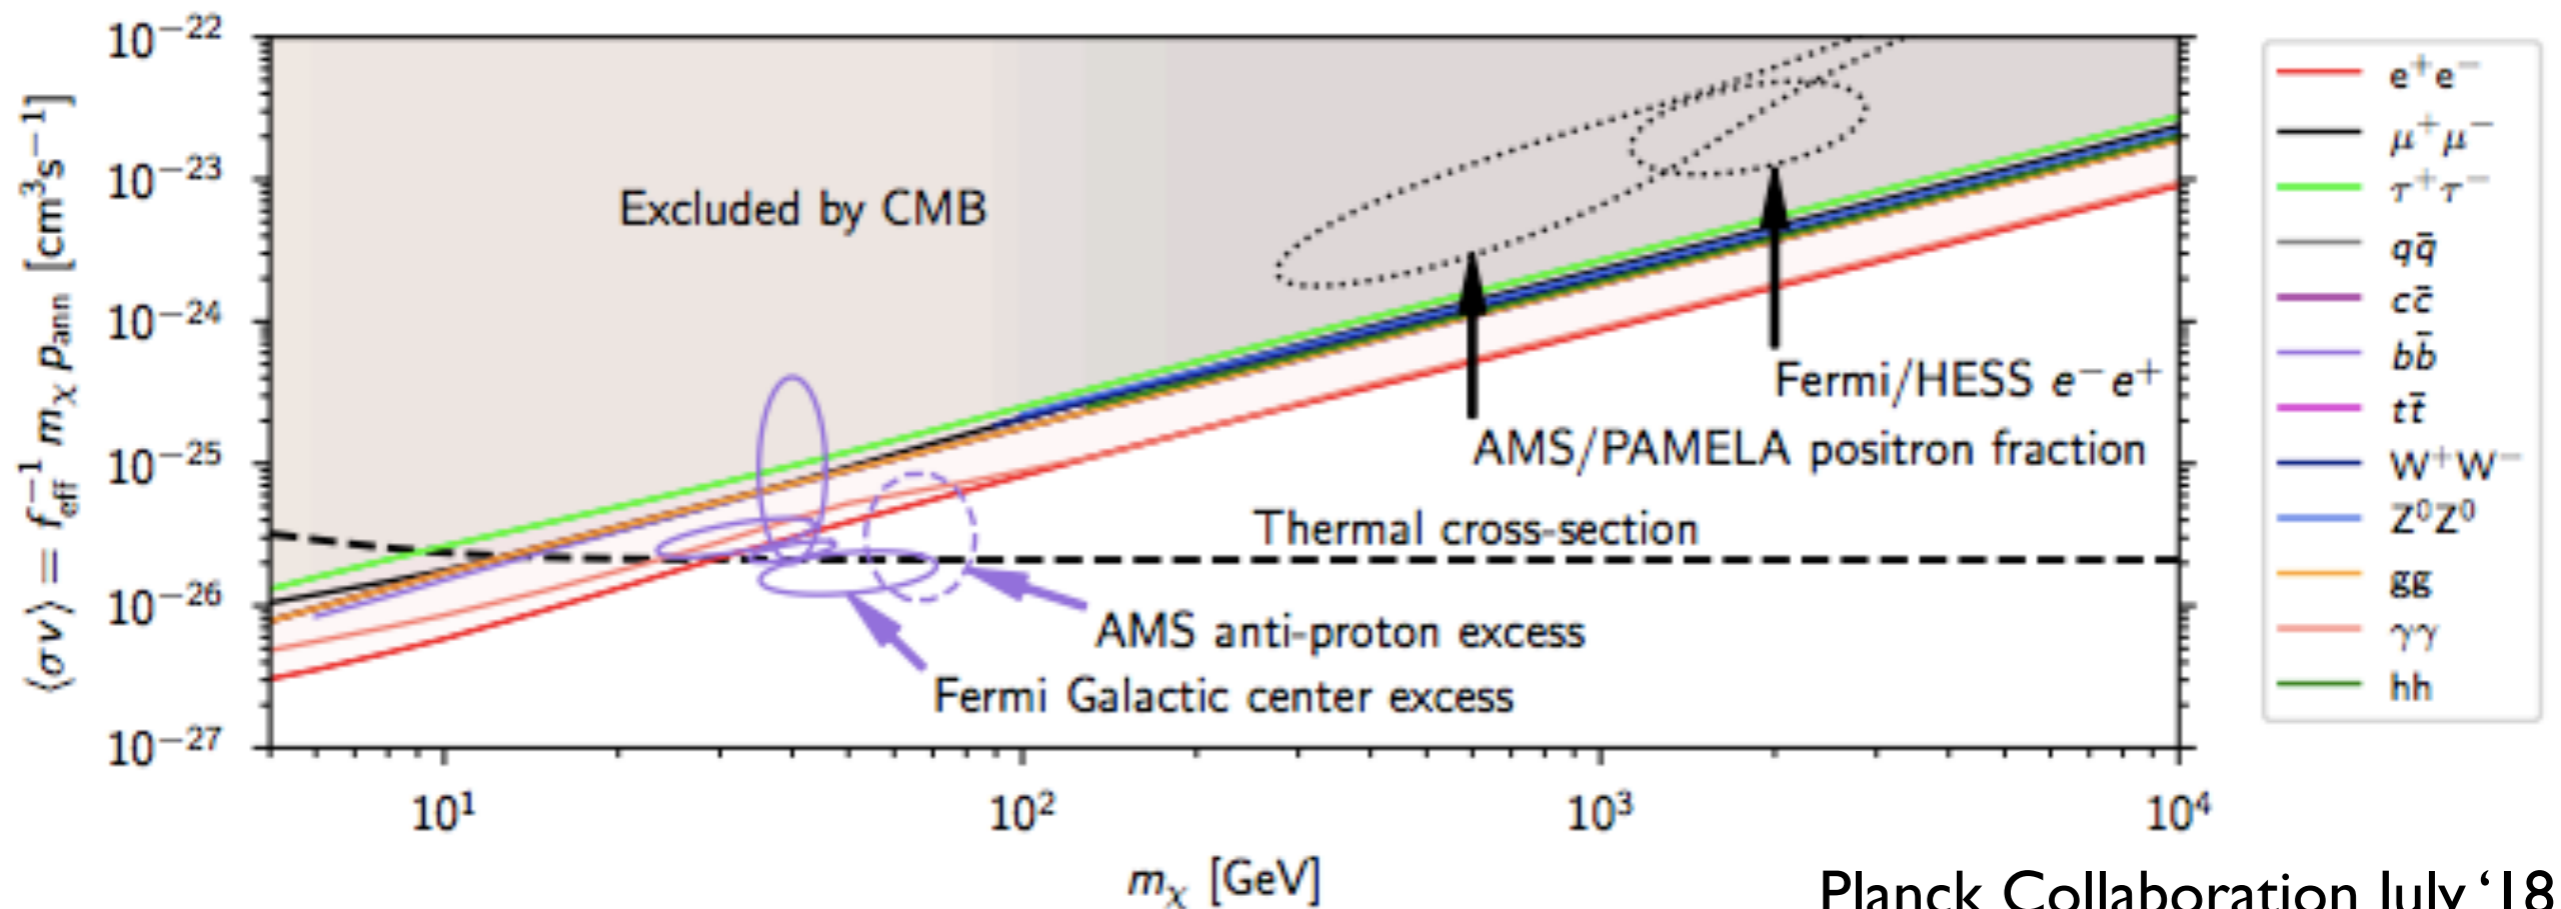 10⁻²²
10⁻²³
10⁻²⁴
10⁻²⁵
10⁻²⁶
10⁻²⁷
⟨σv⟩ = f_eff⁻¹ m_χ p_ann [cm³s⁻¹]
Excluded by CMB
Fermi/HESS e⁻e⁺
AMS/PAMELA positron fraction
Thermal cross-section
AMS anti-proton excess
Fermi Galactic center excess
10¹ 10² 10³ 10⁴
m_χ [GeV]
e⁺e⁻
μ⁺μ⁻
τ⁺τ⁻
qq̄
cc̄
bb̄
tt̄
W⁺W⁻
Z⁰Z⁰
gg
γγ
hh
Planck Collaboration July ‘18